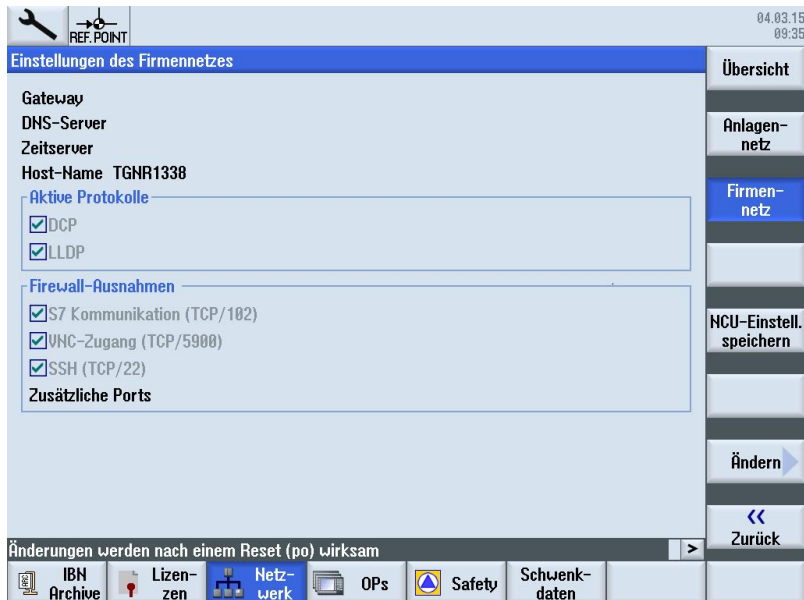 REF. POINT
04.03.15
09:35
Einstellungen des Firmennetzes
Gateway
DNS-Server
Zeitserver
Host-Name TGNR1338
Aktive Protokolle
DCP
LLDP
Firewall-Ausnahmen
S7 Kommunikation (TCP/102)
VNC-Zugang (TCP/5900)
SSH (TCP/22)
Zusätzliche Ports
Übersicht
Anlagen-
netz
Firmen-
netz
NCU-Einstell.
speichern
Ändern
<<
Zurück
Änderungen werden nach einem Reset (po) wirksam >
IBN
Archive
Lizen-
zen
Netz-
werk
OPs
Safety
Schwenk-
daten